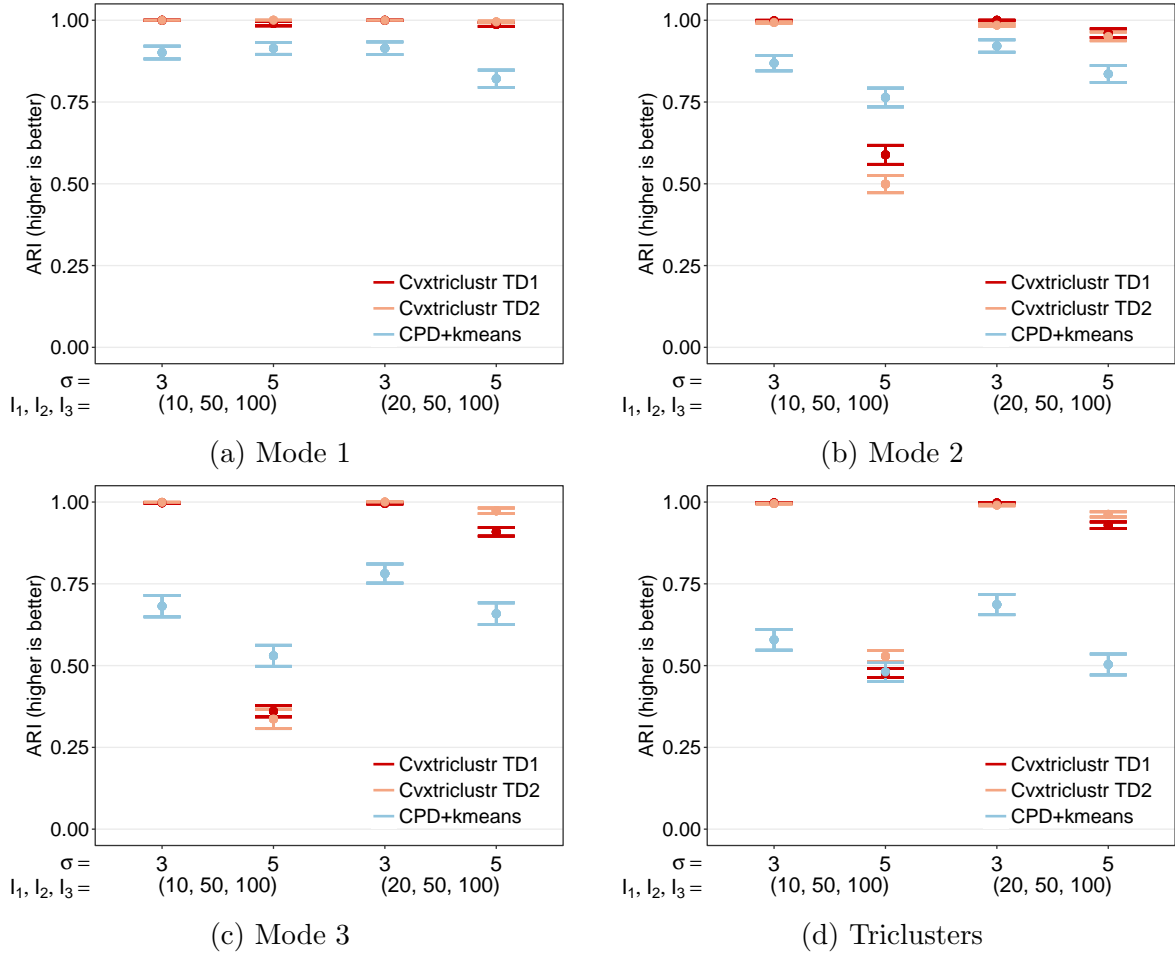 1.00
0.75
0.50
0.25
0.00
ARI (higher is better)
Cvxtriclustr TD1
Cvxtriclustr TD2
CPD+kmeans
σ = 3 5 3 5
I₁, I₂, I₃ = (10, 50, 100) (20, 50, 100)
(a) Mode 1
1.00
0.75
0.50
0.25
0.00
ARI (higher is better)
Cvxtriclustr TD1
Cvxtriclustr TD2
CPD+kmeans
σ = 3 5 3 5
I₁, I₂, I₃ = (10, 50, 100) (20, 50, 100)
(b) Mode 2
1.00
0.75
0.50
0.25
0.00
ARI (higher is better)
Cvxtriclustr TD1
Cvxtriclustr TD2
CPD+kmeans
σ = 3 5 3 5
I₁, I₂, I₃ = (10, 50, 100) (20, 50, 100)
(c) Mode 3
1.00
0.75
0.50
0.25
0.00
ARI (higher is better)
Cvxtriclustr TD1
Cvxtriclustr TD2
CPD+kmeans
σ = 3 5 3 5
I₁, I₂, I₃ = (10, 50, 100) (20, 50, 100)
(d) Triclusters